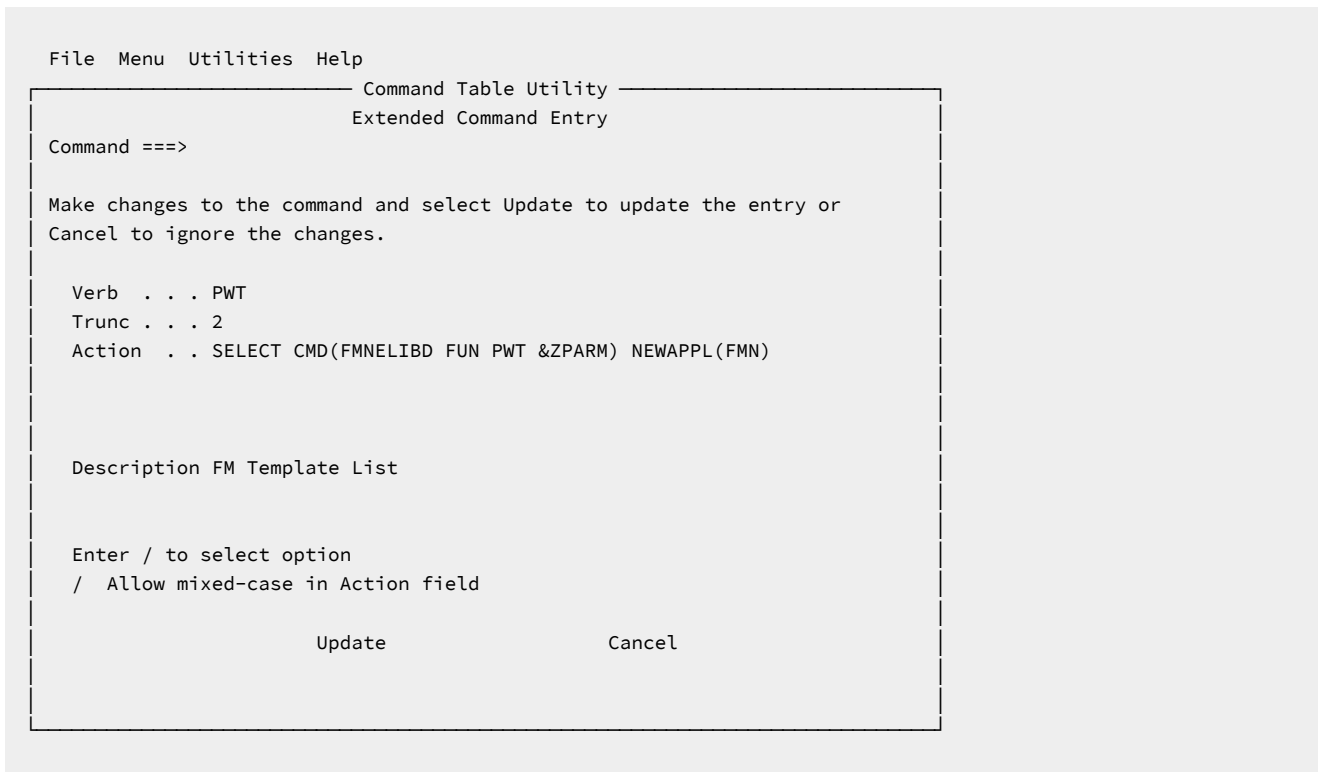 File  Menu  Utilities  Help
Command Table Utility
Extended Command Entry
Command ===>
Make changes to the command and select Update to update the entry or
Cancel to ignore the changes.
Verb  . . . PWT
Trunc . . . 2
Action  . . SELECT CMD(FMNELIBD FUN PWT &ZPARM) NEWAPPL(FMN)
Description FM Template List
Enter / to select option
/  Allow mixed-case in Action field
Update                   Cancel